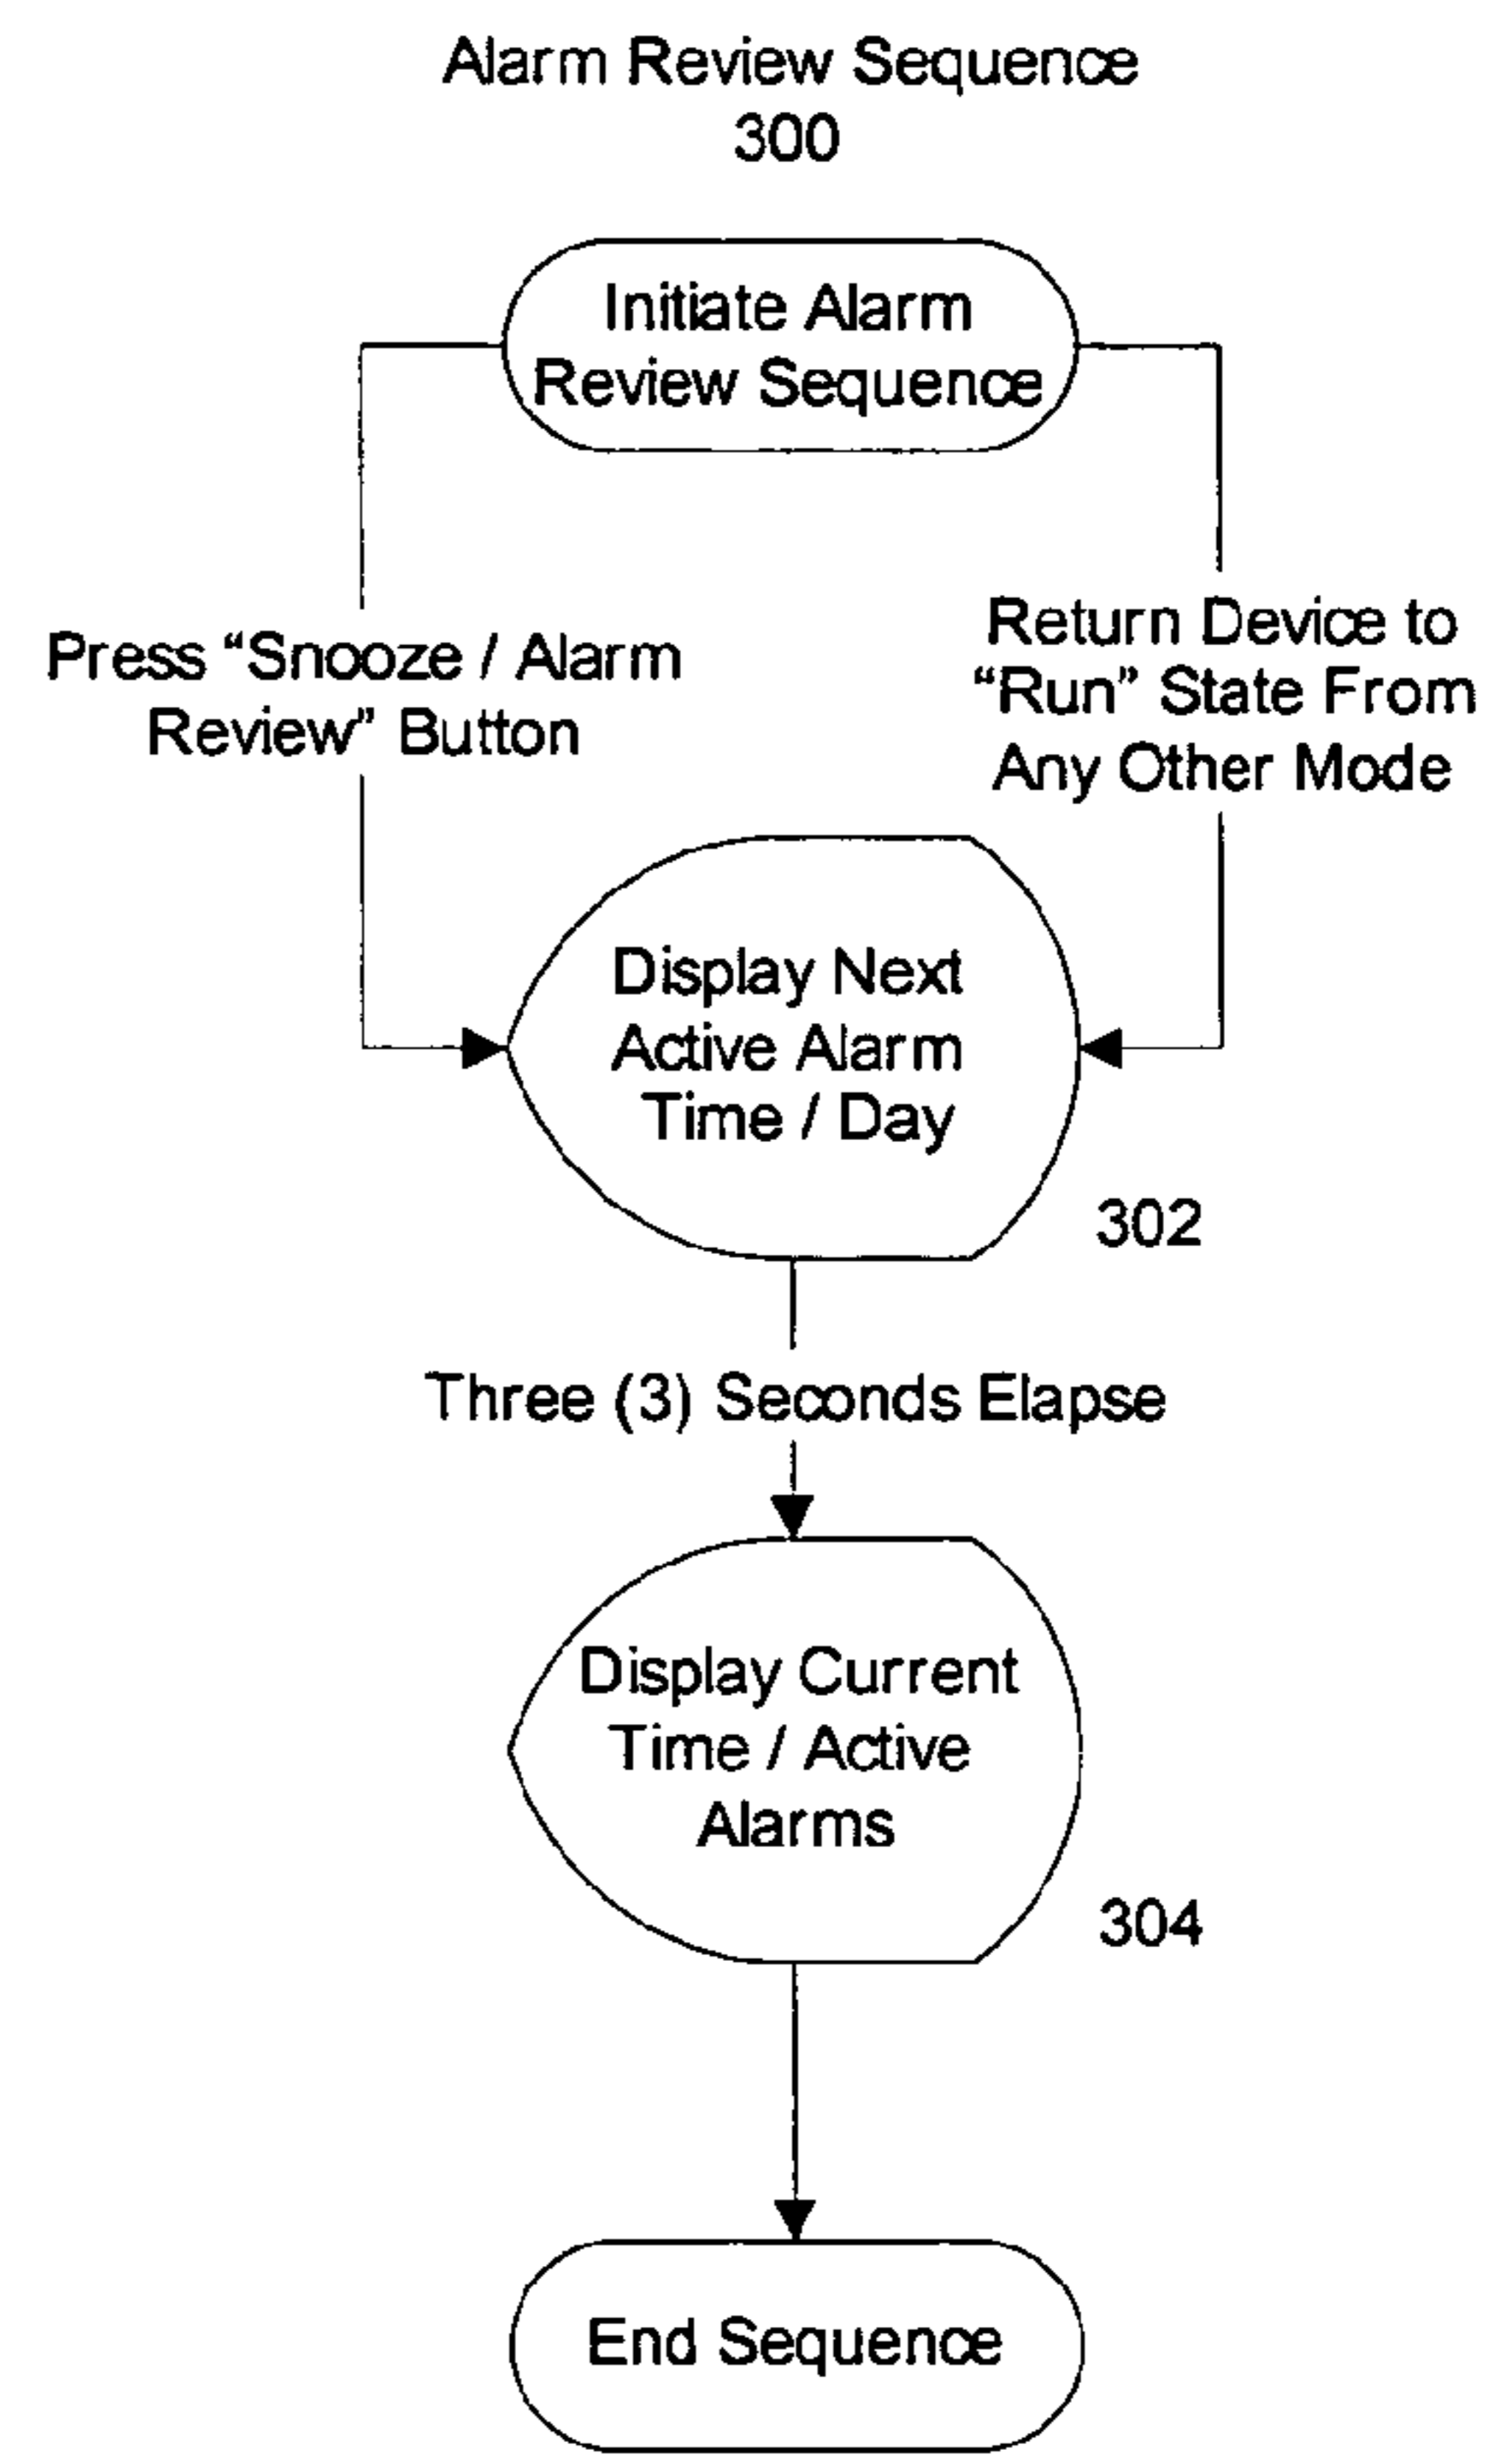 Alarm Review Sequence
300
Initiate Alarm
Review Sequence
Press “Snooze / Alarm
Review” Button
Return Device to
“Run” State From
Any Other Mode
Display Next
Active Alarm
Time / Day
302
Three (3) Seconds Elapse
Display Current
Time / Active
Alarms
304
End Sequence